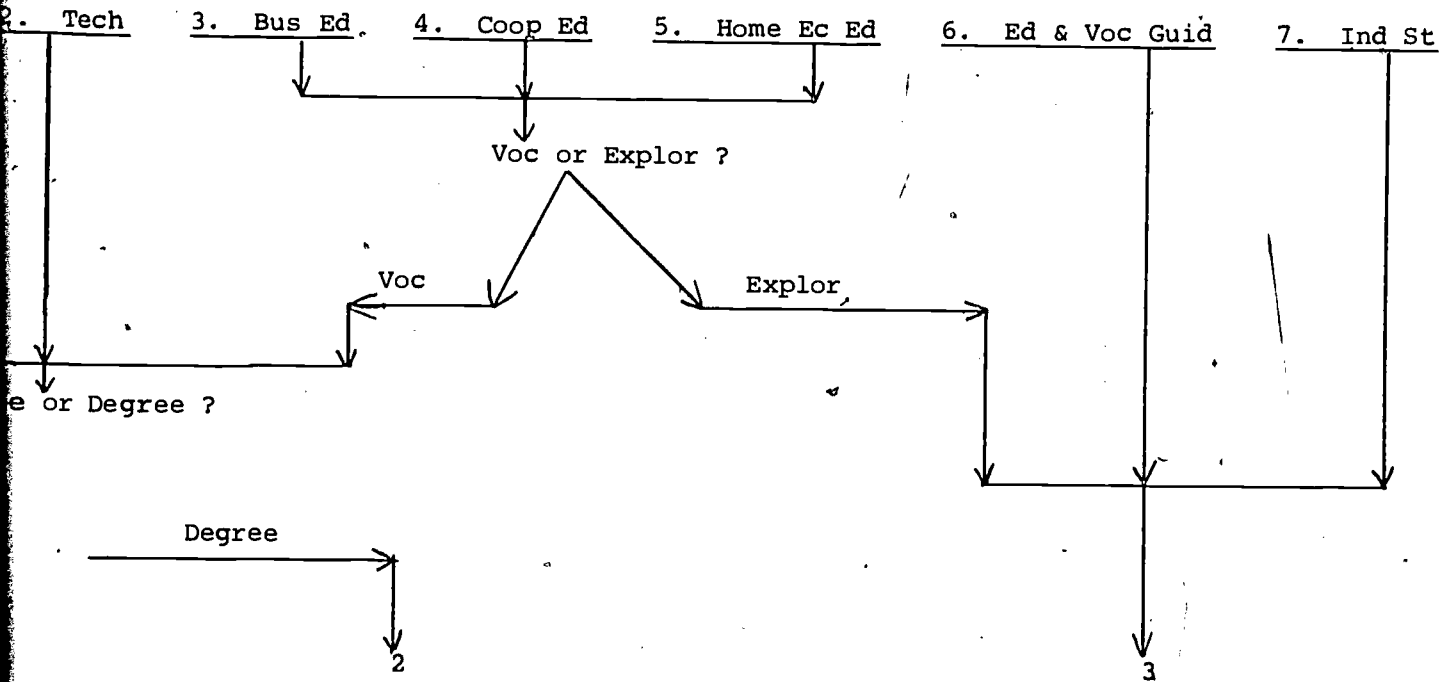 2. Tech 3. Bus Ed. 4. Coop Ed 5. Home Ec Ed 6. Ed & Voc Guid 7. Ind St
Voc or Explor ?
Voc Explor
e or Degree ?
Degree
2 3